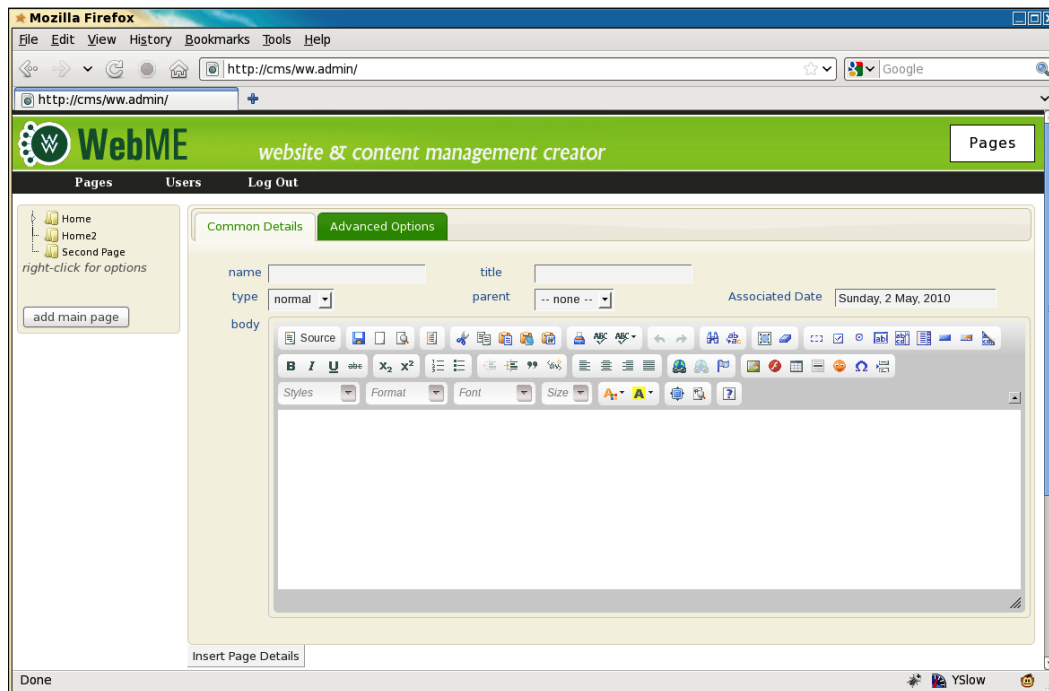 Mozilla Firefox
File Edit View History Bookmarks Tools Help
http://cms/ww.admin/ Google
http://cms/ww.admin/
WebME website & content management creator Pages
Pages Users Log Out
Home
Home2
Second Page
right-click for options
add main page
Common Details Advanced Options
name title
type normal parent -- none -- Associated Date Sunday, 2 May, 2010
body
Source ABC ABC
B I U abc X₂ X²
Styles Format Font Size A A
Insert Page Details
Done YSlow